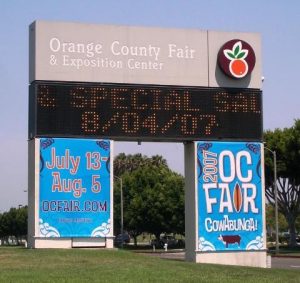 Orange County Fair
& Exposition Center
& SPECIAL SAL
8/04/07
July 13-
Aug. 5
OCFAIR.COM
2007
OC
FAIR
COWABUNGA!